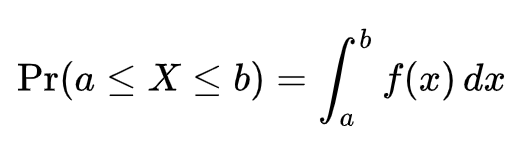 Pr(a ≤ X ≤ b) = ∫_a^b f(x) dx